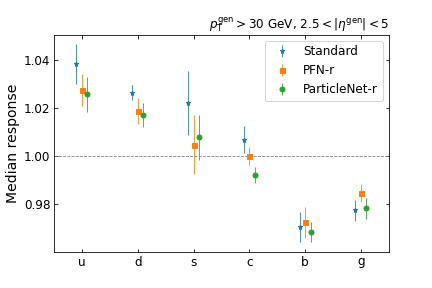 p_T^gen > 30 GeV, 2.5 < |η^gen| < 5
Standard
PFN-r
ParticleNet-r
Median response
1.04
1.02
1.00
0.98
u d s c b g